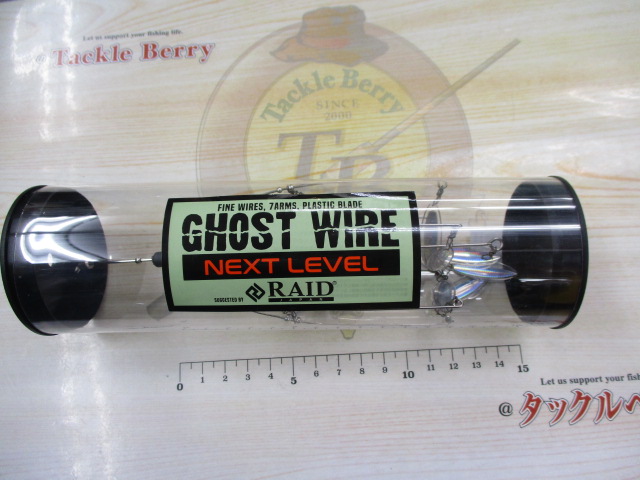 Let us support your fishing life.
Tackle Berry
Tackle Berry
SINCE
2000
TB
FINE WIRES, 7ARMS, PLASTIC BLADE
GHOST WIRE
NEXT LEVEL
SUGGESTED BY RAID®
JAPAN
0 1 2 3 4 5 6 7 8 9 10 11 12 13 14 15
Let us support your fish
@タックルベ